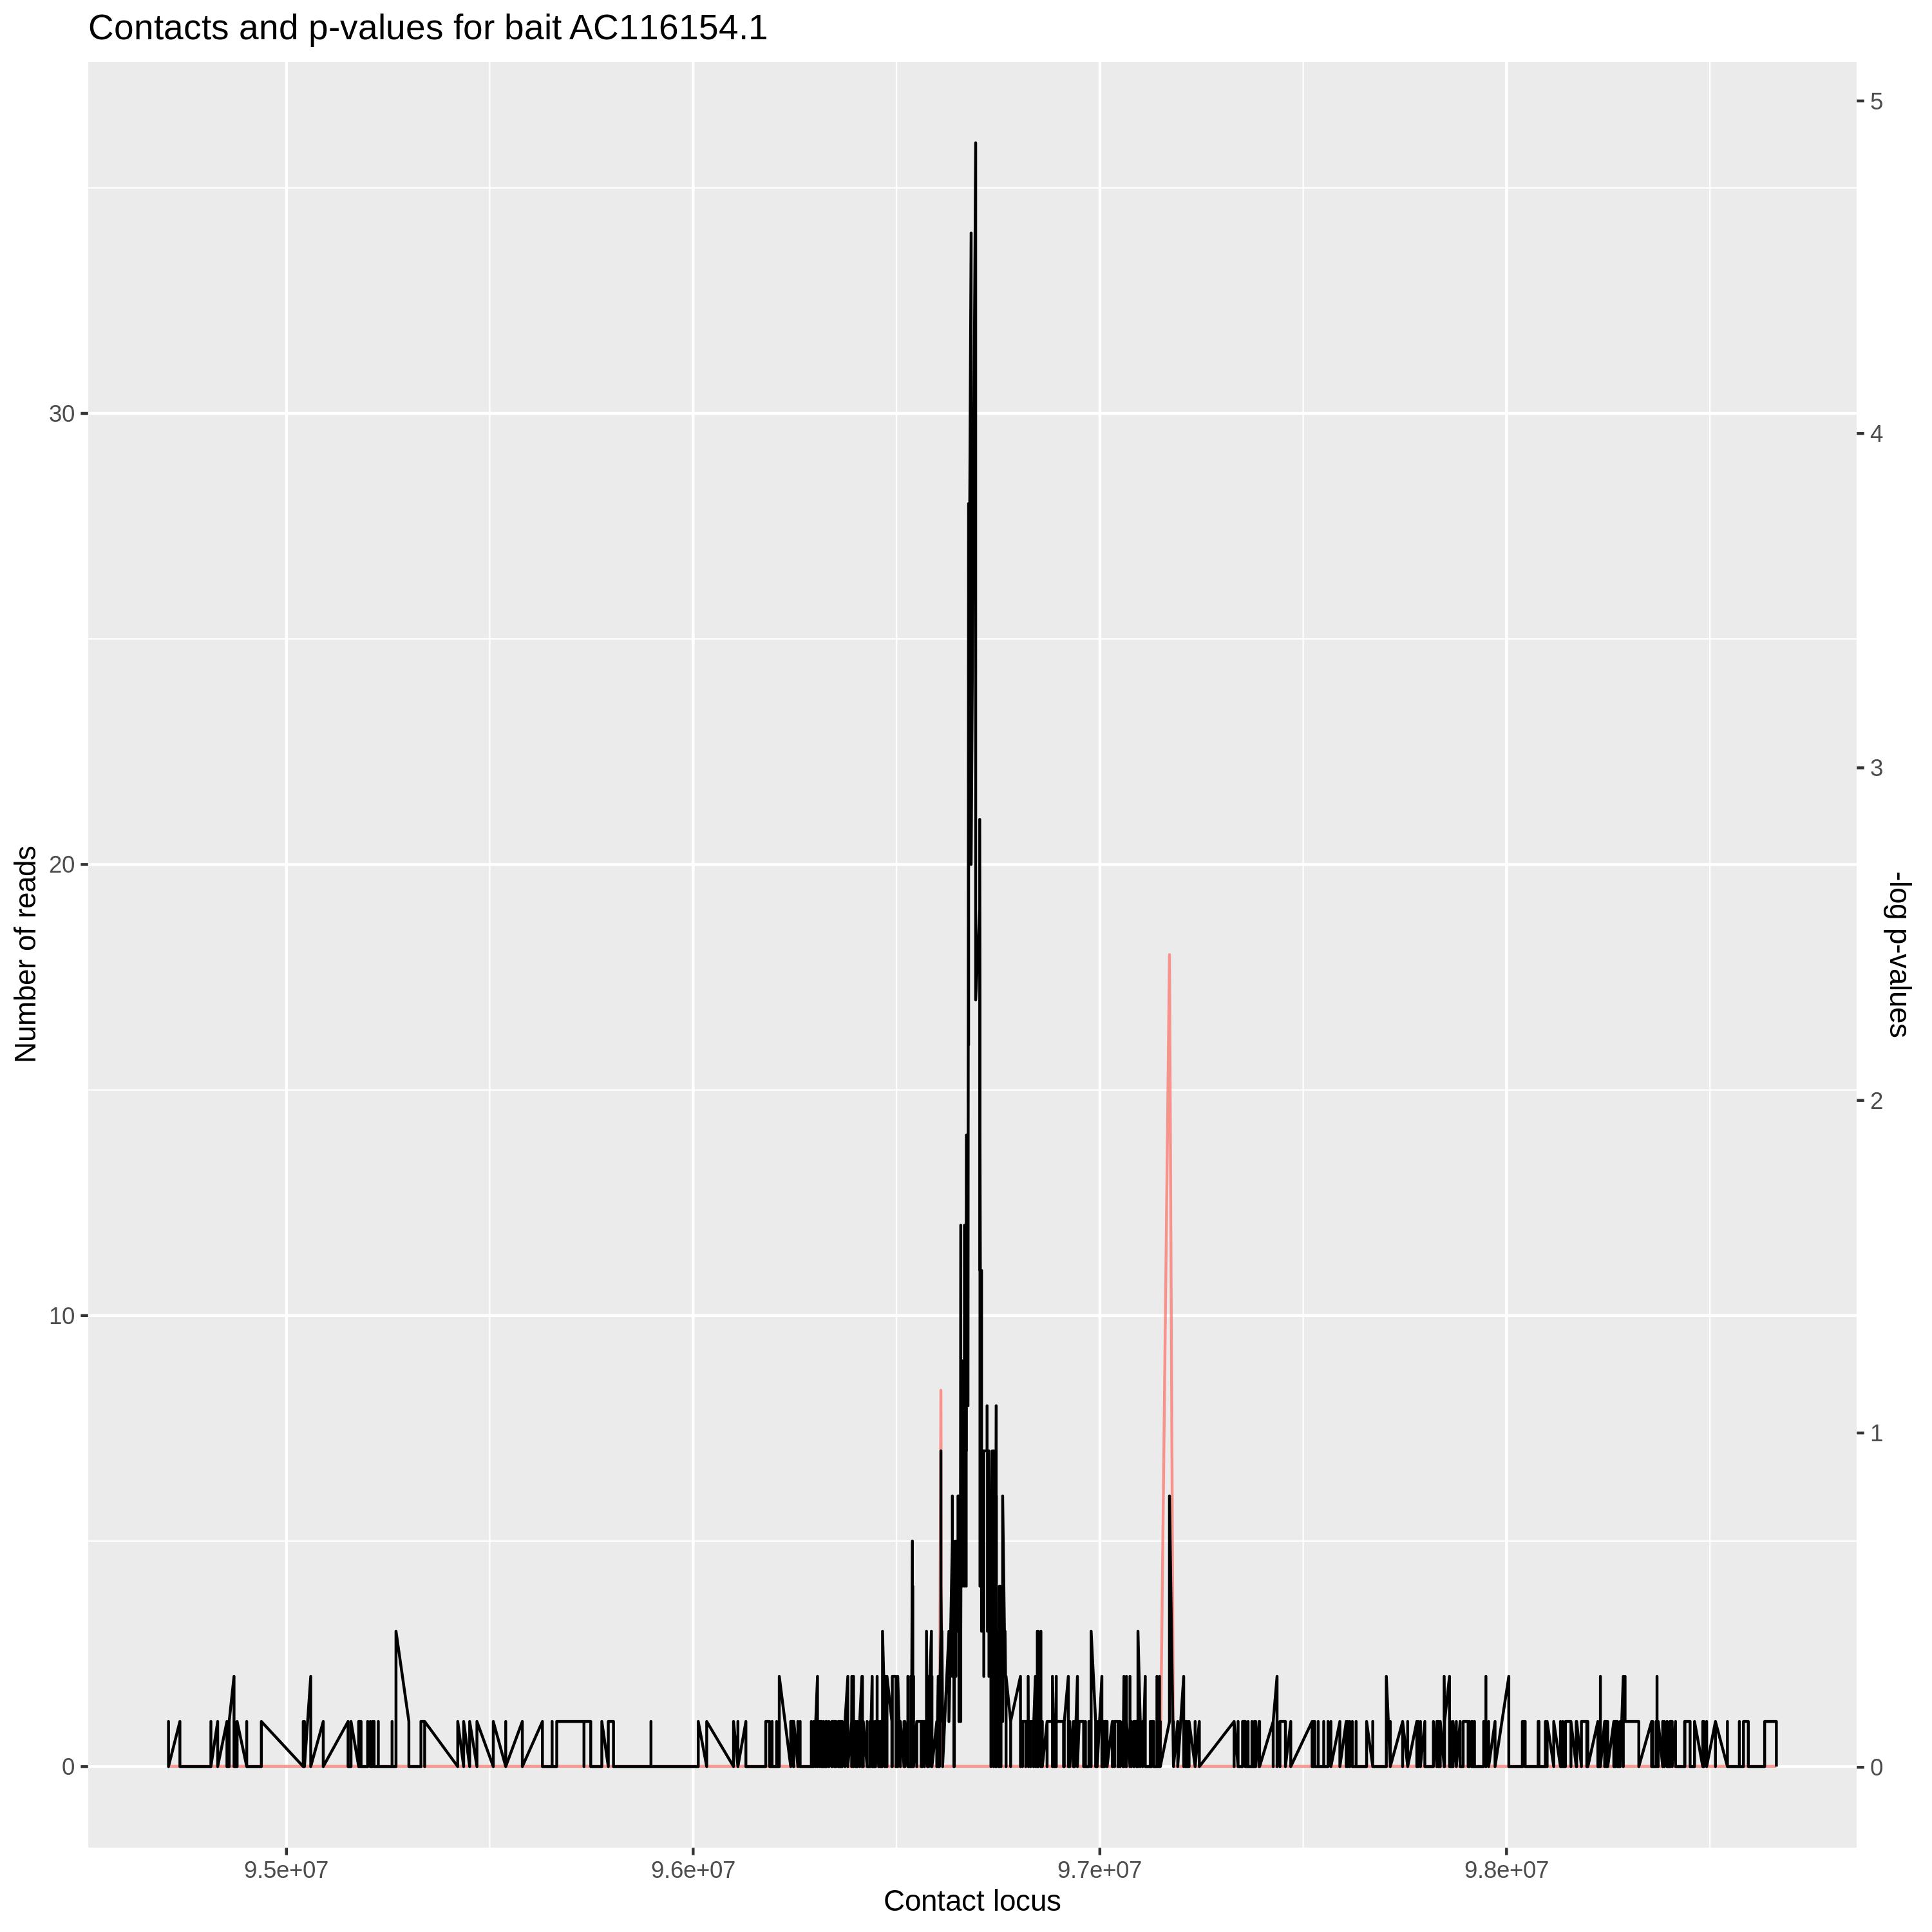 Contacts and p-values for bait AC116154.1
5
30
4
3
Number of reads
20
-log p-values
2
10
1
0
0
9.5e+07
9.6e+07
9.7e+07
9.8e+07
Contact locus